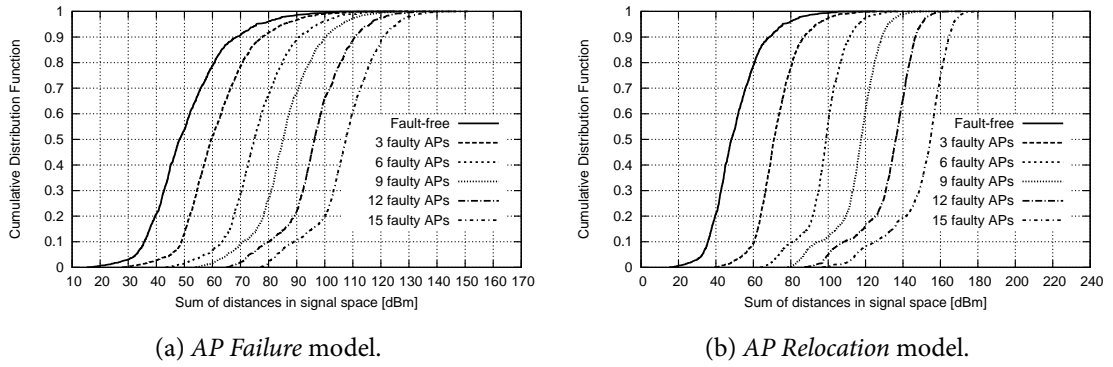 1
0.9
0.8
0.7
0.6
0.5
0.4
0.3
0.2
0.1
0
Cumulative Distribution Function
Fault-free
3 faulty APs
6 faulty APs
9 faulty APs
12 faulty APs
15 faulty APs
10 20 30 40 50 60 70 80 90 100 110 120 130 140 150 160 170
Sum of distances in signal space [dBm]
(a) AP Failure model.
1
0.9
0.8
0.7
0.6
0.5
0.4
0.3
0.2
0.1
0
Cumulative Distribution Function
Fault-free
3 faulty APs
6 faulty APs
9 faulty APs
12 faulty APs
15 faulty APs
0 20 40 60 80 100 120 140 160 180 200 220 240
Sum of distances in signal space [dBm]
(b) AP Relocation model.